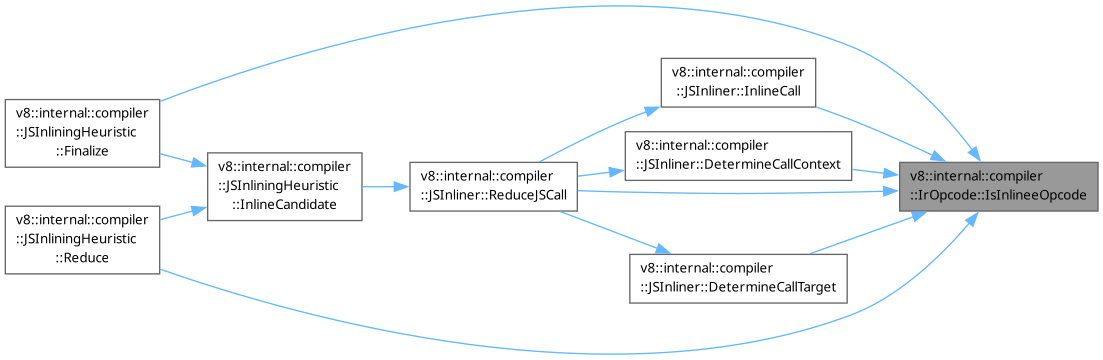 v8::internal::compiler
::JSInliningHeuristic
::Finalize
v8::internal::compiler
::JSInliningHeuristic
::Reduce
v8::internal::compiler
::JSInliningHeuristic
::InlineCandidate
v8::internal::compiler
::JSInliner::ReduceJSCall
v8::internal::compiler
::JSInliner::InlineCall
v8::internal::compiler
::JSInliner::DetermineCallContext
v8::internal::compiler
::JSInliner::DetermineCallTarget
v8::internal::compiler
::IrOpcode::IsInlineeOpcode